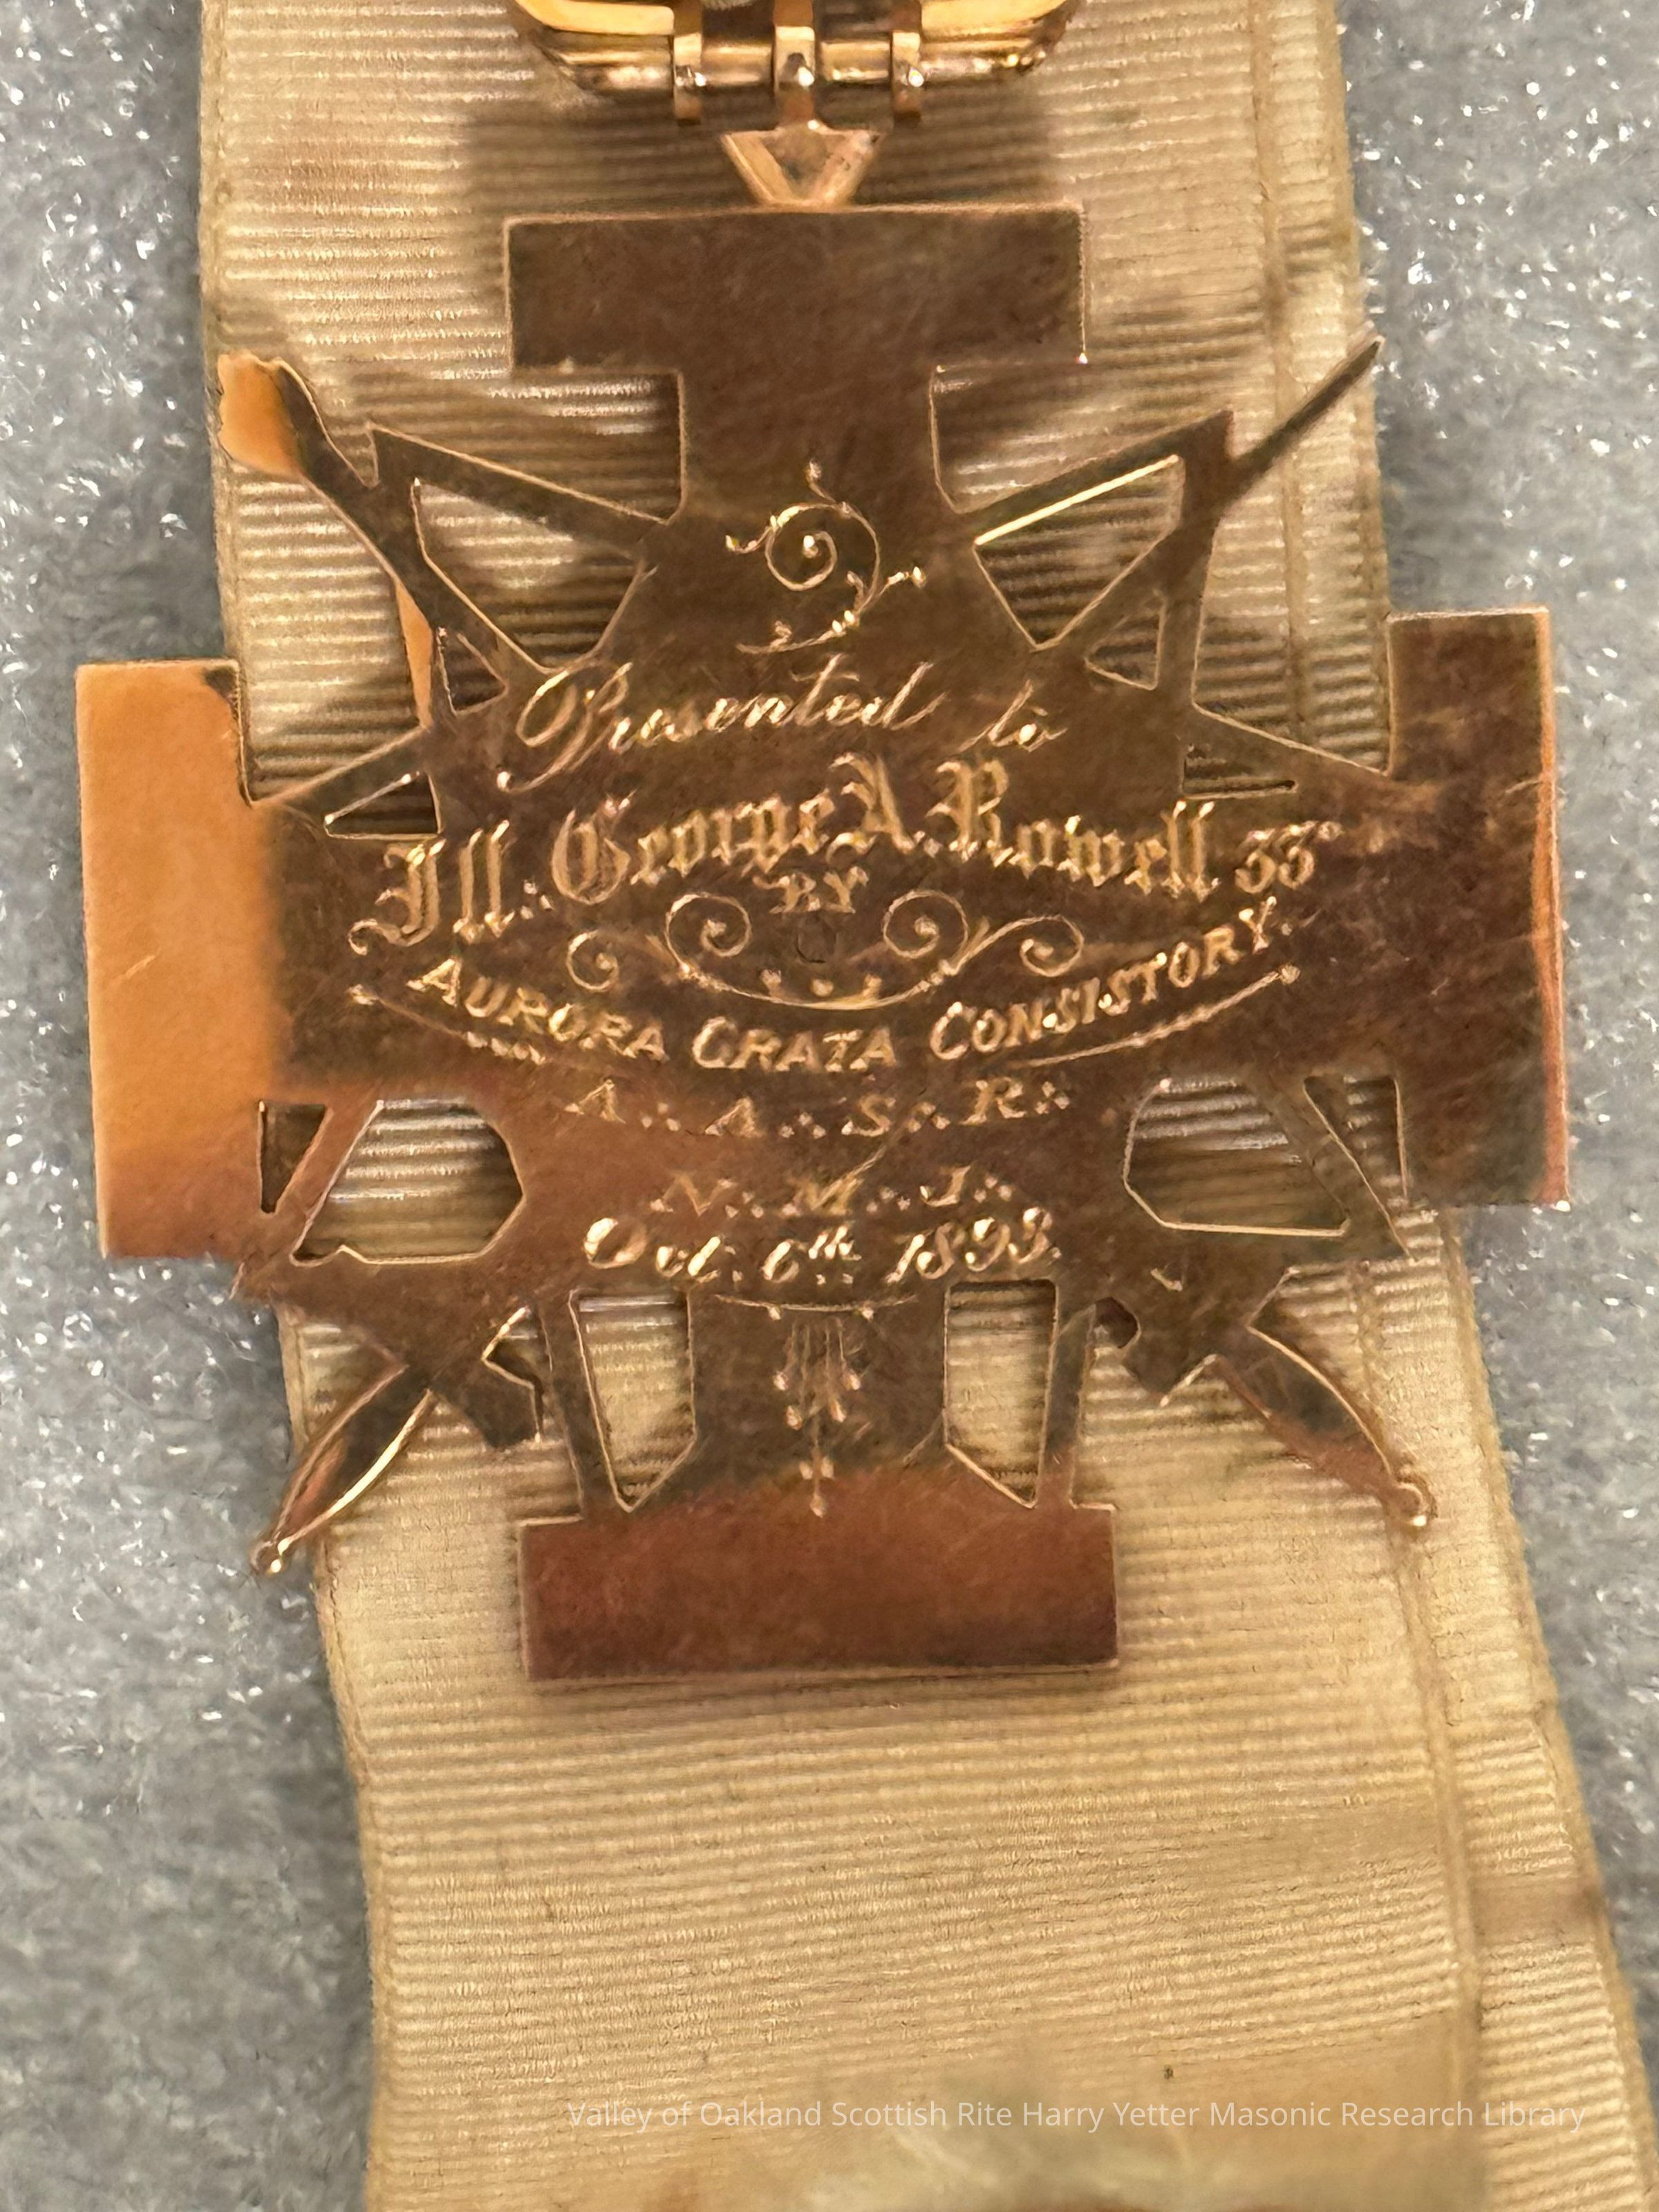 Presented to
Ill∴ George A. Rowell 33°
BY
AURORA GRATA CONSISTORY.
A∴ A∴ S∴ R∴
N∴ M∴ J∴
Oct. 6th 1893.
Valley of Oakland Scottish Rite Harry Yetter Masonic Research Library